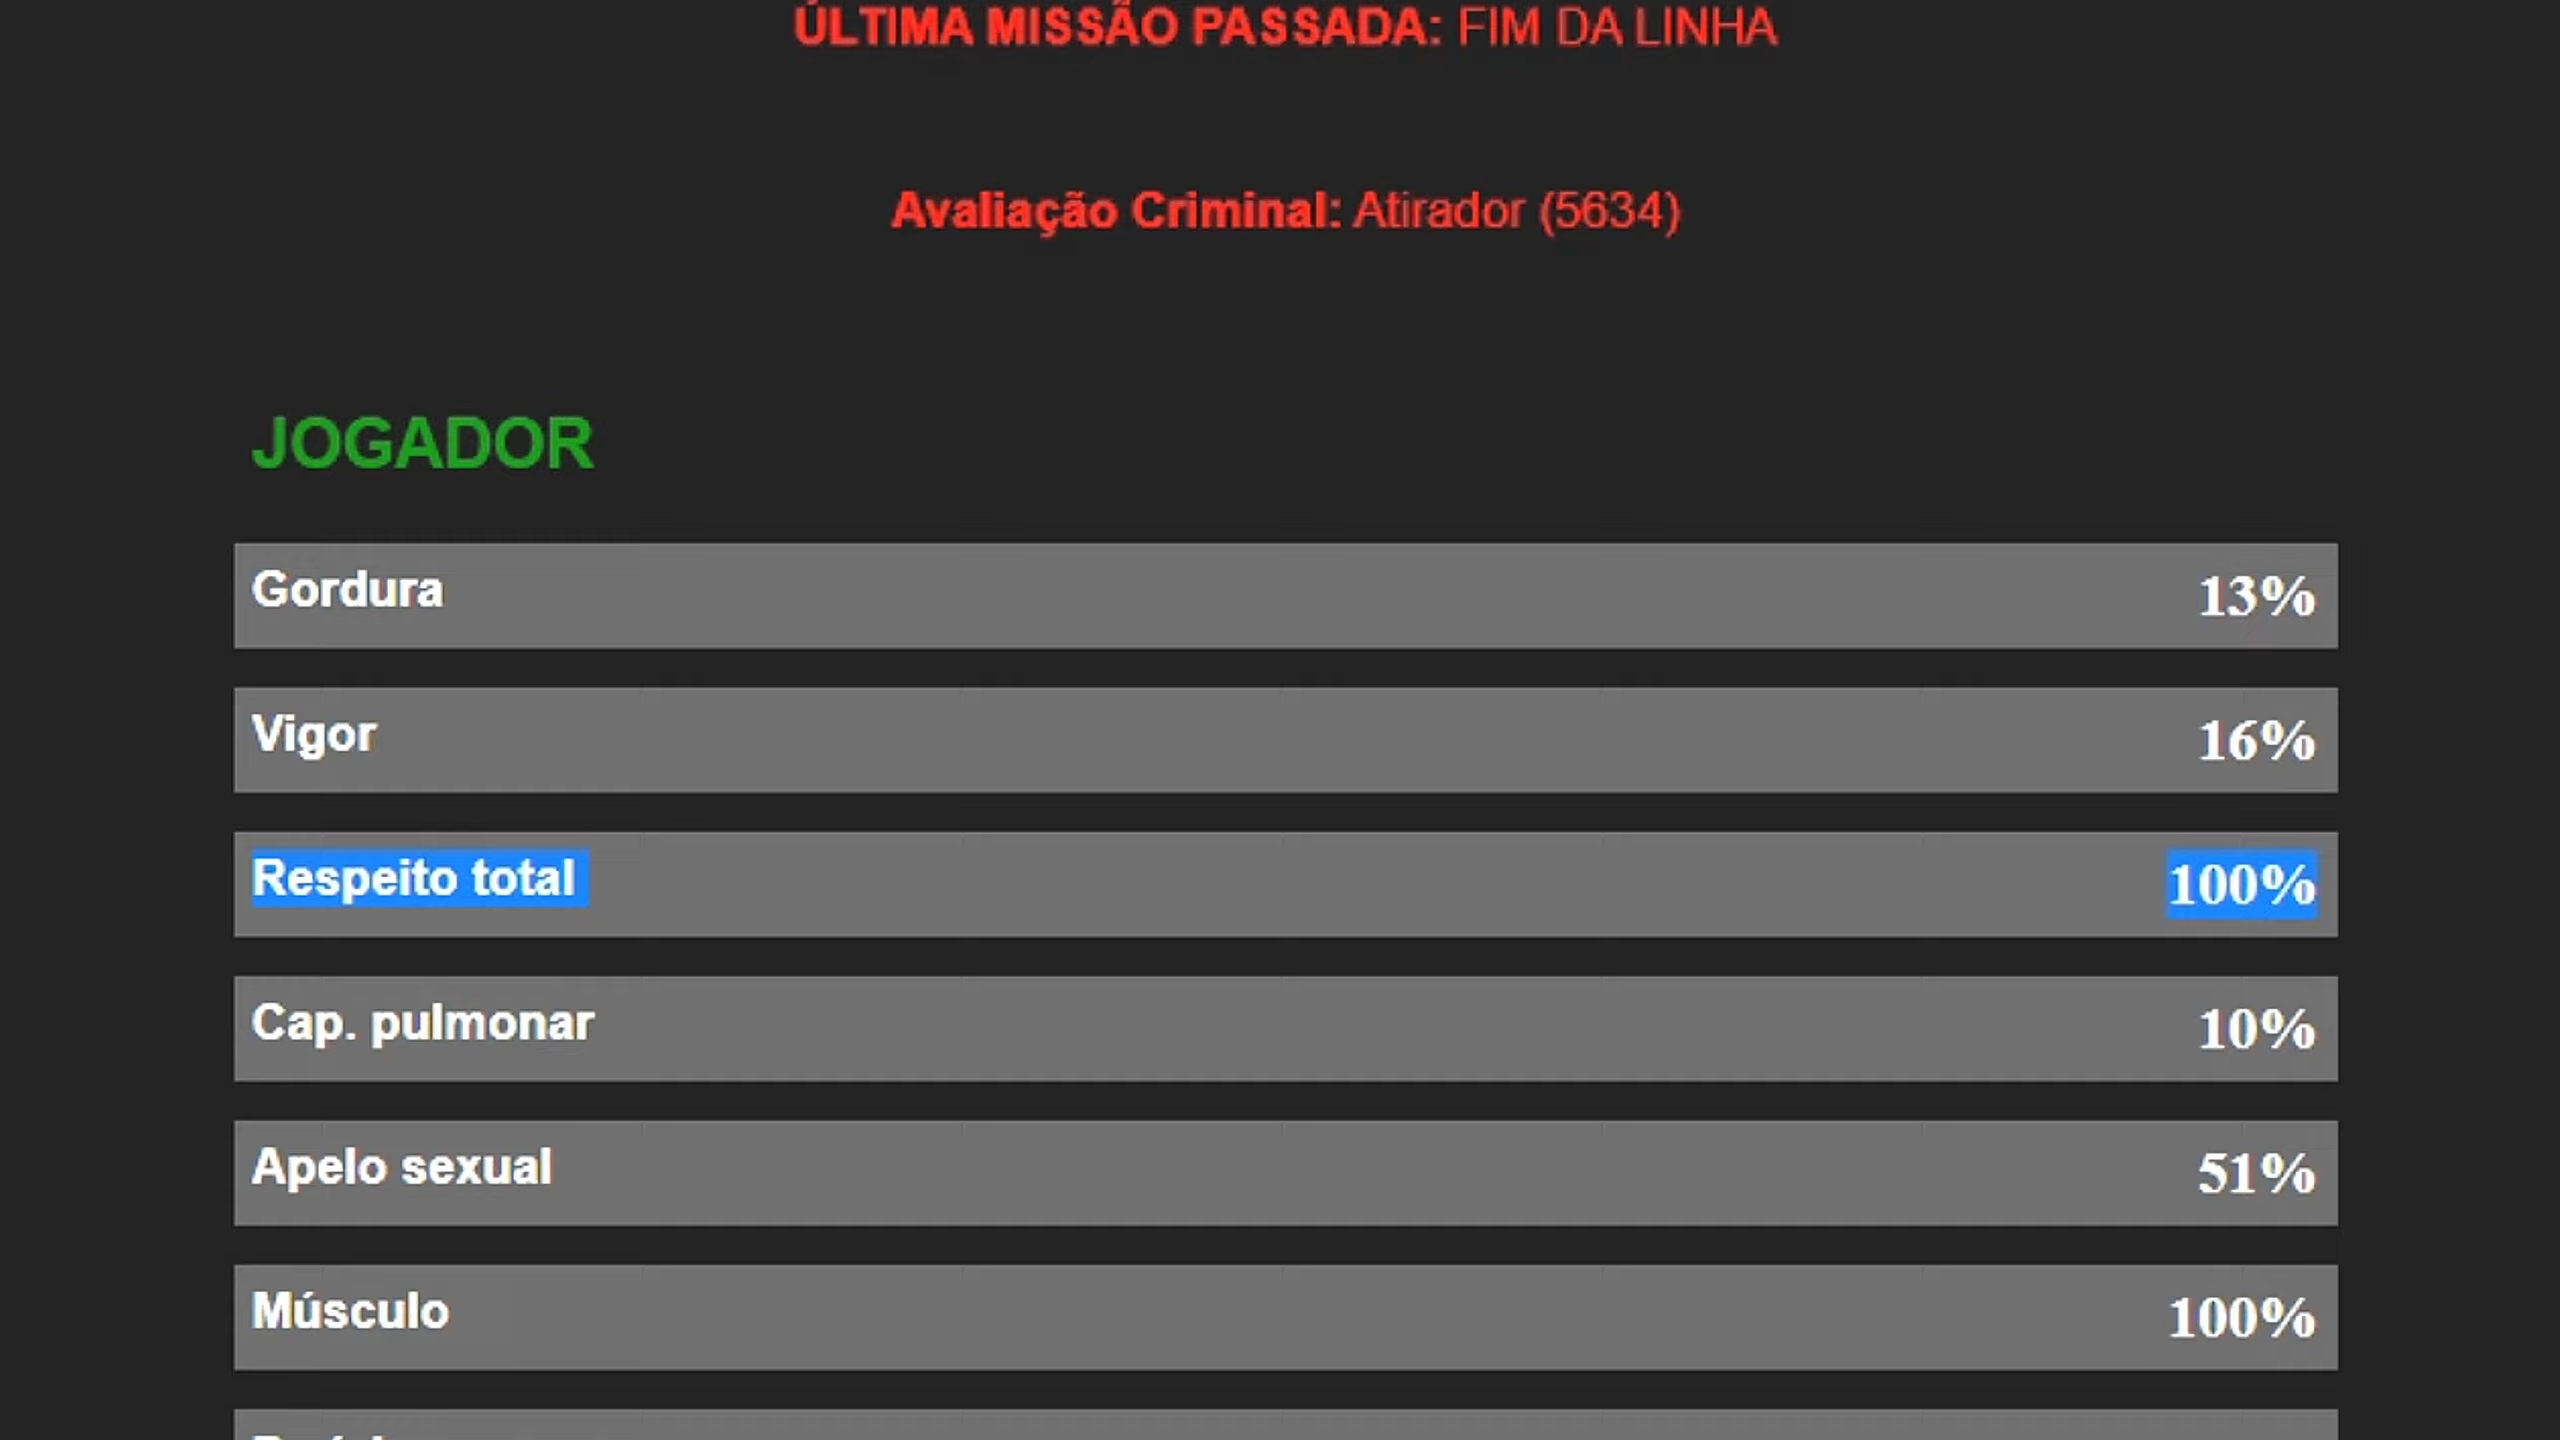 ÚLTIMA MISSÃO PASSADA: FIM DA LINHA
Avaliação Criminal: Atirador (5634)
JOGADOR
Gordura 13%
Vigor 16%
Respeito total 100%
Cap. pulmonar 10%
Apelo sexual 51%
Músculo 100%